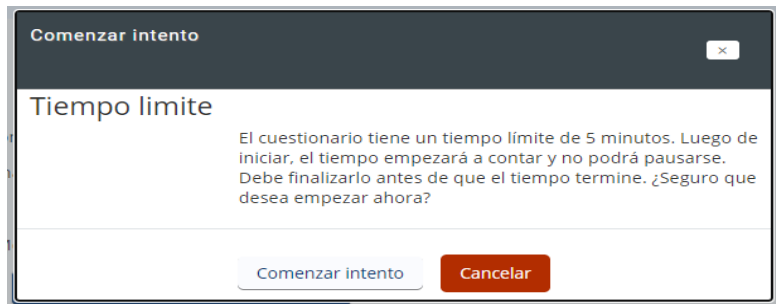 Comenzar intento
×
Tiempo limite
El cuestionario tiene un tiempo límite de 5 minutos. Luego de
iniciar, el tiempo empezará a contar y no podrá pausarse.
Debe finalizarlo antes de que el tiempo termine. ¿Seguro que
desea empezar ahora?
Comenzar intento
Cancelar